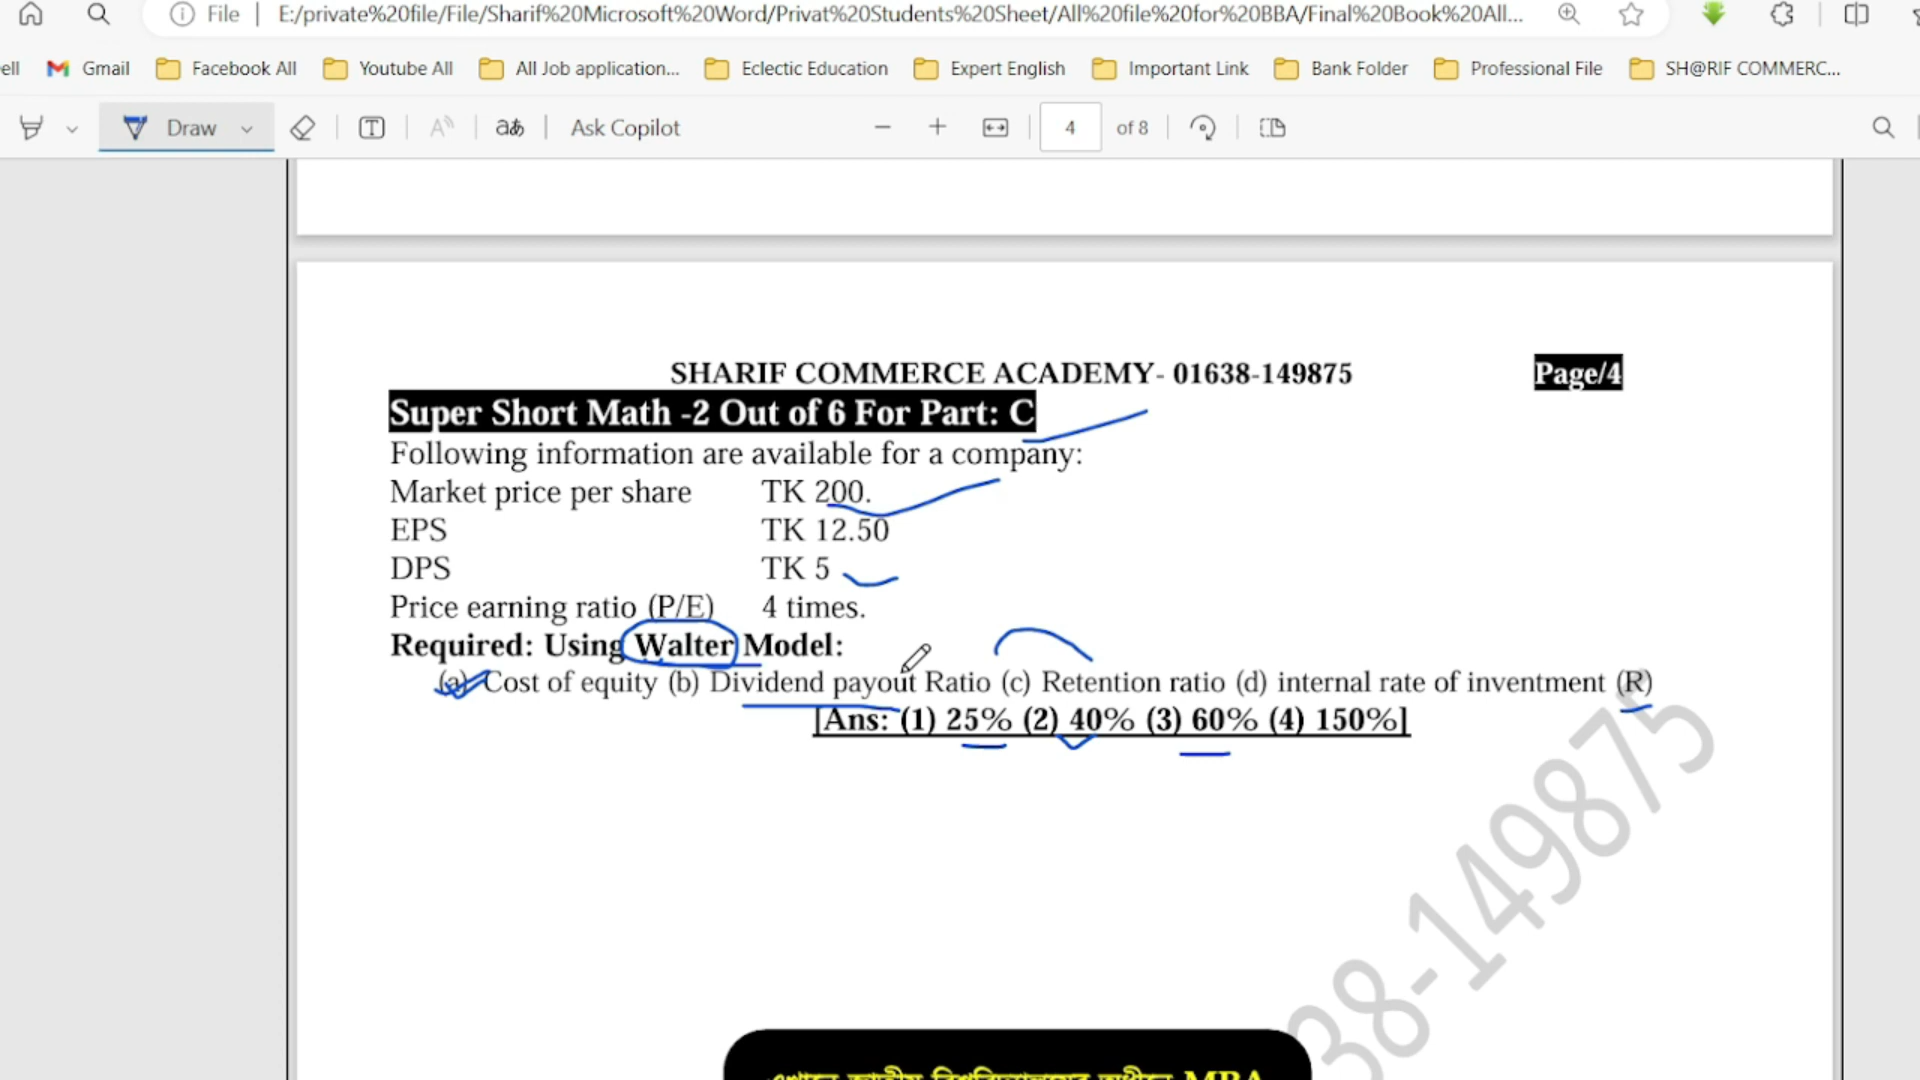 File E:/private%20file/File/Sharif%20Microsoft%20Word/Privat%20Students%20Sheet/All%20file%20for%20BBA/Final%20Book%20All...
ell Gmail Facebook All Youtube All All Job application... Eclectic Education Expert English Important Link Bank Folder Professional File SH@RIF COMMERC...
Draw Ask Copilot 4 of 8
SHARIF COMMERCE ACADEMY- 01638-149875 Page/4
Super Short Math -2 Out of 6 For Part: C
Following information are available for a company:
Market price per share TK 200.
EPS TK 12.50
DPS TK 5
Price earning ratio (P/E) 4 times.
Required: Using Walter Model:
(a) Cost of equity (b) Dividend payout Ratio (c) Retention ratio (d) internal rate of inventment (R)
[Ans: (1) 25% (2) 40% (3) 60% (4) 150%]
38-149875
MBA